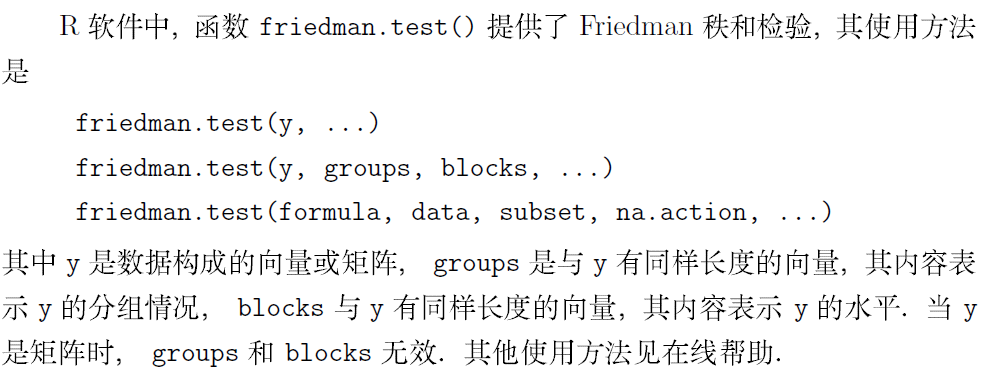 R 软件中, 函数 friedman.test() 提供了 Friedman 秩和检验, 其使用方法
是
friedman.test(y, ...)
friedman.test(y, groups, blocks, ...)
friedman.test(formula, data, subset, na.action, ...)
其中 y 是数据构成的向量或矩阵, groups 是与 y 有同样长度的向量, 其内容表
示 y 的分组情况, blocks 与 y 有同样长度的向量, 其内容表示 y 的水平. 当 y
是矩阵时, groups 和 blocks 无效. 其他使用方法见在线帮助.